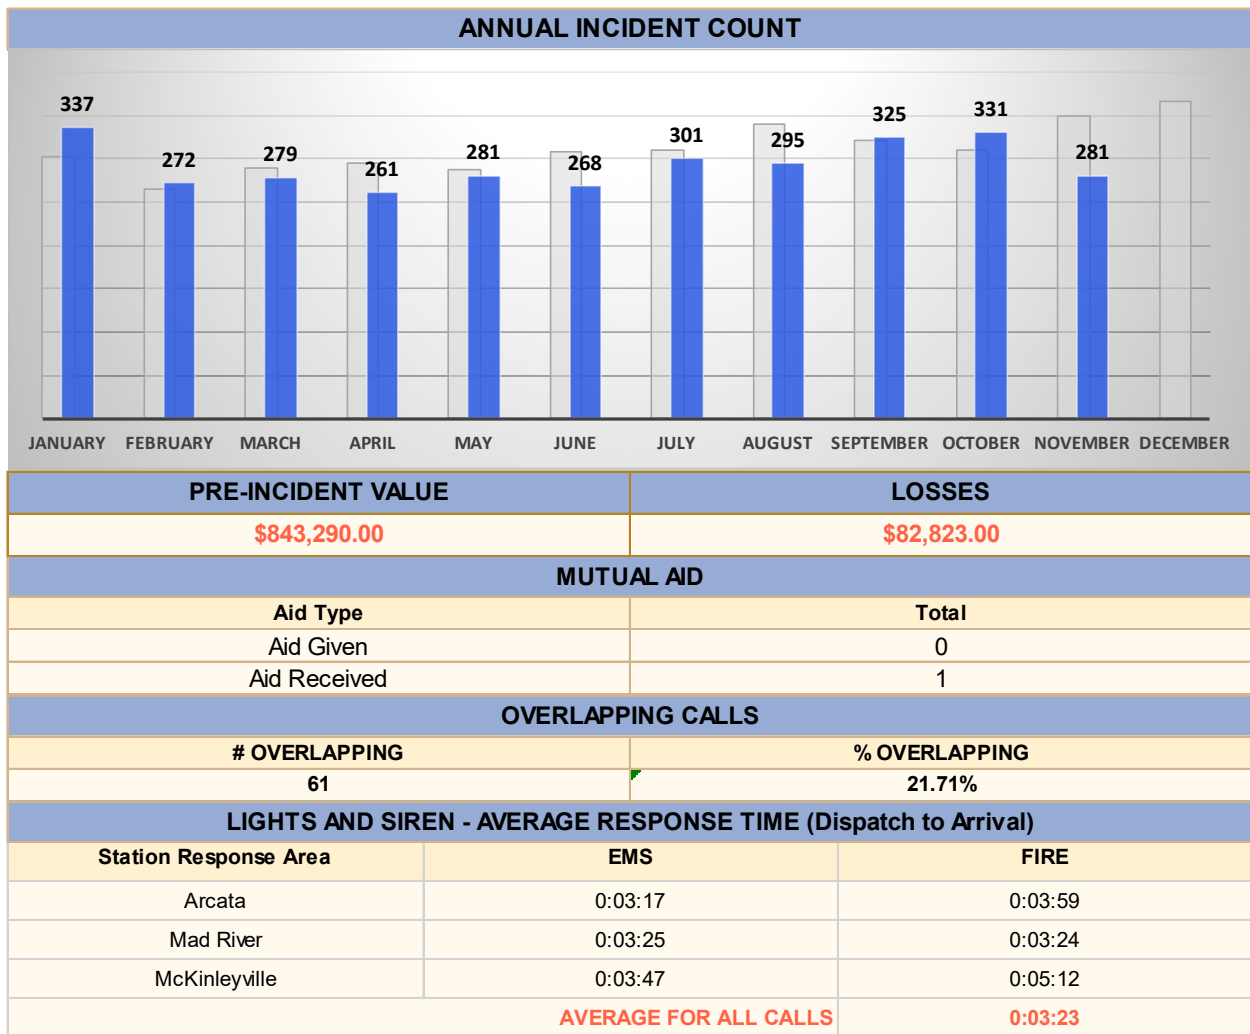 ANNUAL INCIDENT COUNT
337 272 279 261 281 268 301 295 325 331 281
JANUARY FEBRUARY MARCH APRIL MAY JUNE JULY AUGUST SEPTEMBER OCTOBER NOVEMBER DECEMBER
PRE-INCIDENT VALUE LOSSES
$843,290.00 $82,823.00
MUTUAL AID
Aid Type Total
Aid Given 0
Aid Received 1
OVERLAPPING CALLS
# OVERLAPPING % OVERLAPPING
61 21.71%
LIGHTS AND SIREN - AVERAGE RESPONSE TIME (Dispatch to Arrival)
Station Response Area EMS FIRE
Arcata 0:03:17 0:03:59
Mad River 0:03:25 0:03:24
McKinleyville 0:03:47 0:05:12
AVERAGE FOR ALL CALLS 0:03:23